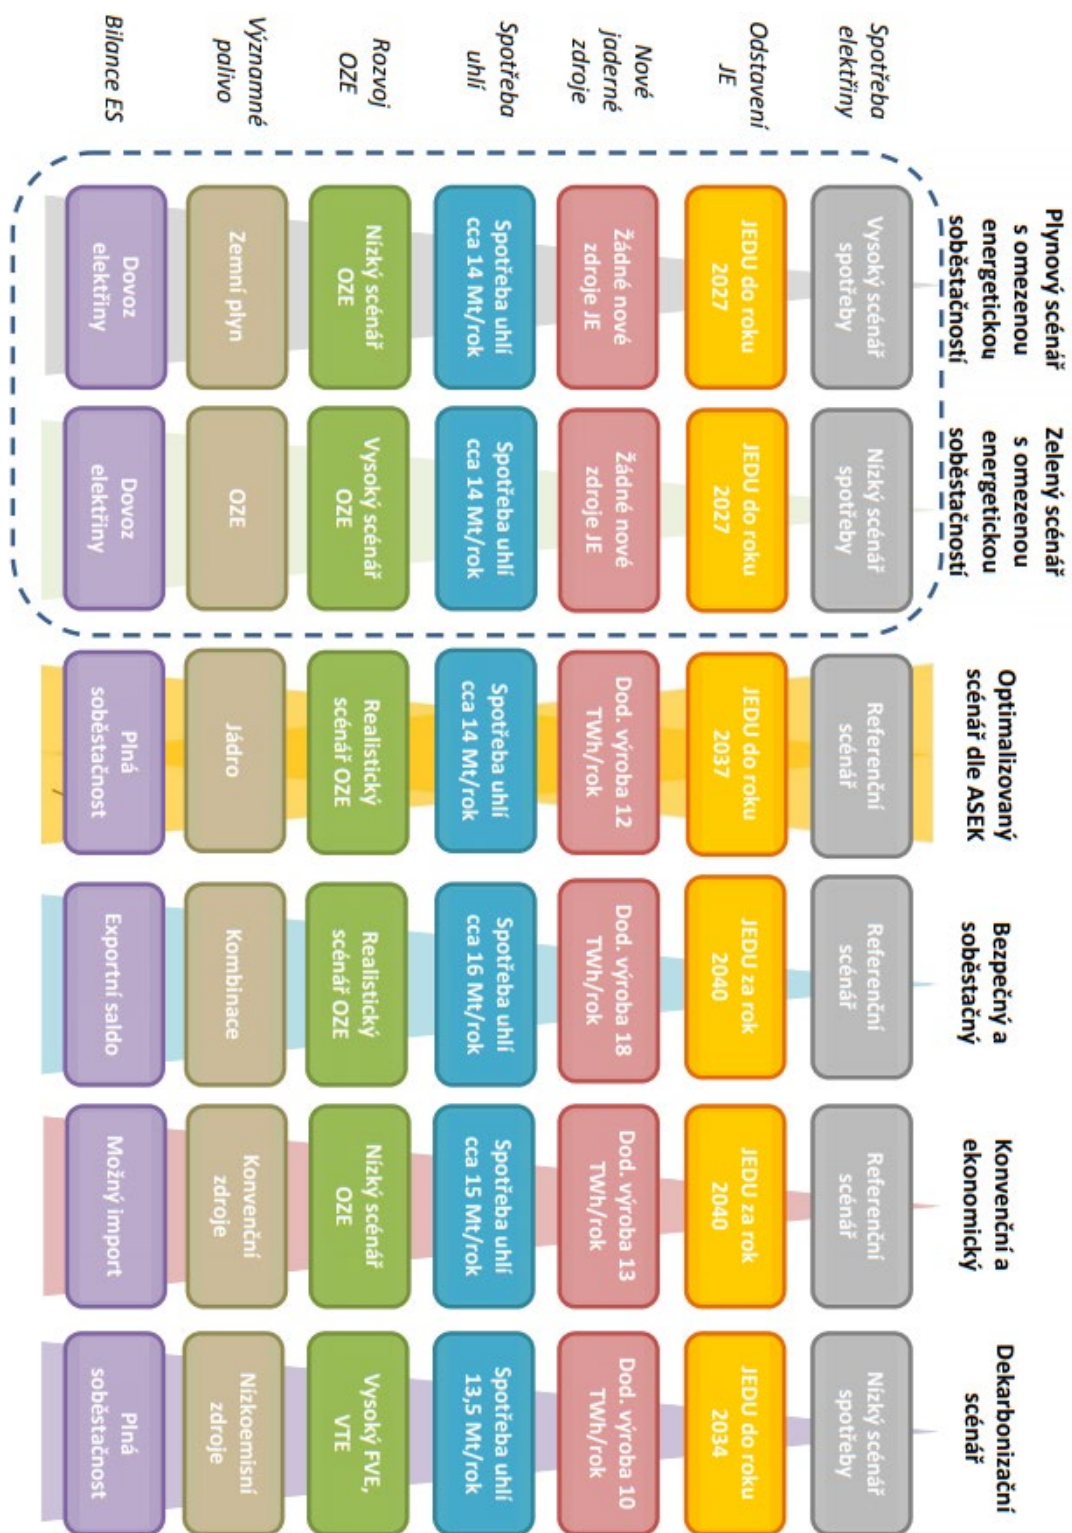 Plynový scénář
s omezenou
energetickou
soběstačností
Zelený scénář
s omezenou
energetickou
soběstačností
Optimalizovaný
scénář dle ASEK
Bezpečný a
soběstačný
Konvenční a
ekonomický
Dekarbonizační
scénář
Spotřeba
elektřiny
Vysoký scénář
spotřeby
Nízký scénář
spotřeby
Referenční
scénář
Referenční
scénář
Referenční
scénář
Nízký scénář
spotřeby
Odstavení
JE
JEDU do roku
2027
JEDU do roku
2027
JEDU do roku
2037
JEDU za rok
2040
JEDU za rok
2040
JEDU do roku
2034
Nové
jaderné
zdroje
Žádné nové
zdroje JE
Žádné nové
zdroje JE
Dod. výroba 12
TWh/rok
Dod. výroba 18
TWh/rok
Dod. výroba 13
TWh/rok
Dod. výroba 10
TWh/rok
Spotřeba
uhlí
Spotřeba uhlí
cca 14 Mt/rok
Spotřeba uhlí
cca 14 Mt/rok
Spotřeba uhlí
cca 14 Mt/rok
Spotřeba uhlí
cca 16 Mt/rok
Spotřeba uhlí
cca 15 Mt/rok
Spotřeba uhlí
13,5 Mt/rok
Rozvoj
OZE
Nízký scénář
OZE
Vysoký scénář
OZE
Realistický
scénář OZE
Realistický
scénář OZE
Nízký scénář
OZE
Vysoký FVE,
VTE
Významné
palivo
Zemní plyn
OZE
Jádro
Kombinace
Konvenční
zdroje
Nízkoemisní
zdroje
Bilance ES
Dovoz
elektřiny
Dovoz
elektřiny
Plná
soběstačnost
Exportní saldo
Možný import
Plná
soběstačnost